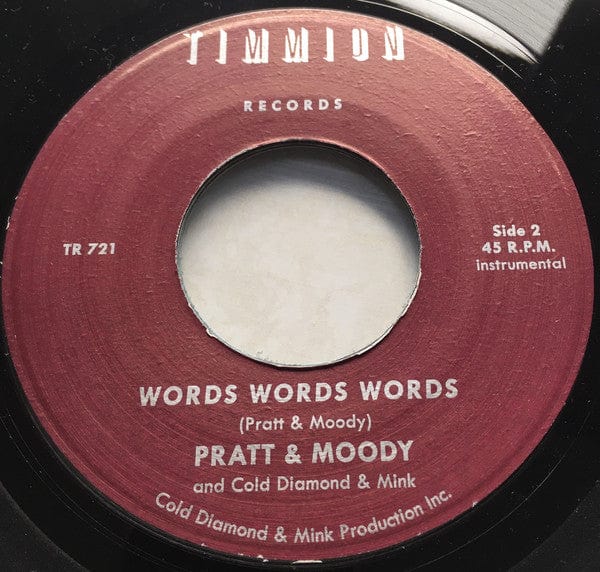 TIMMION
RECORDS
TR 721
Side 2
45 R.P.M.
instrumental
WORDS WORDS WORDS
(Pratt & Moody)
PRATT & MOODY
and Cold Diamond & Mink
Cold Diamond & Mink Production Inc.